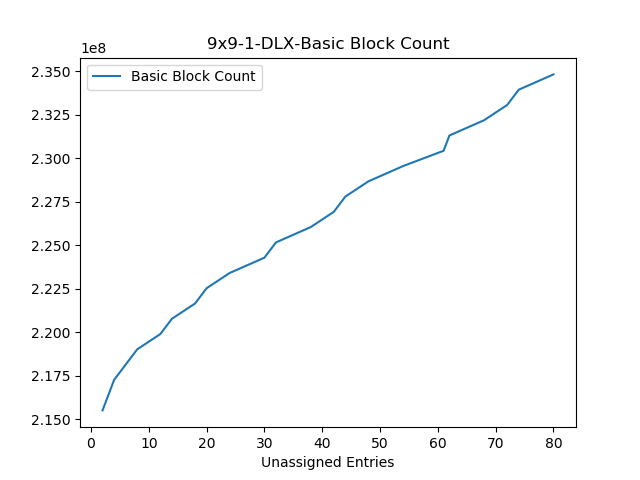 9x9-1-DLX-Basic Block Count
1e8
Basic Block Count
2.350
2.325
2.300
2.275
2.250
2.225
2.200
2.175
2.150
0 10 20 30 40 50 60 70 80
Unassigned Entries